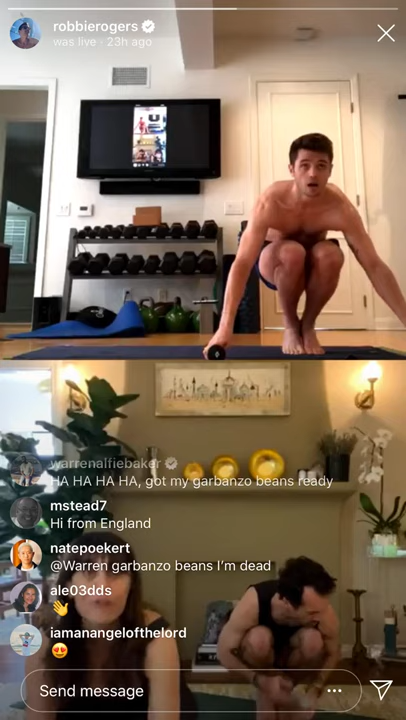 robbierogers
was live · 23h ago
warrenalfiebaker
HA HA HA HA, got my garbanzo beans ready
mstead7
Hi from England
natepoekert
@Warren garbanzo beans I'm dead
ale03dds
👋
iamanangelofthelord
😍
Send message